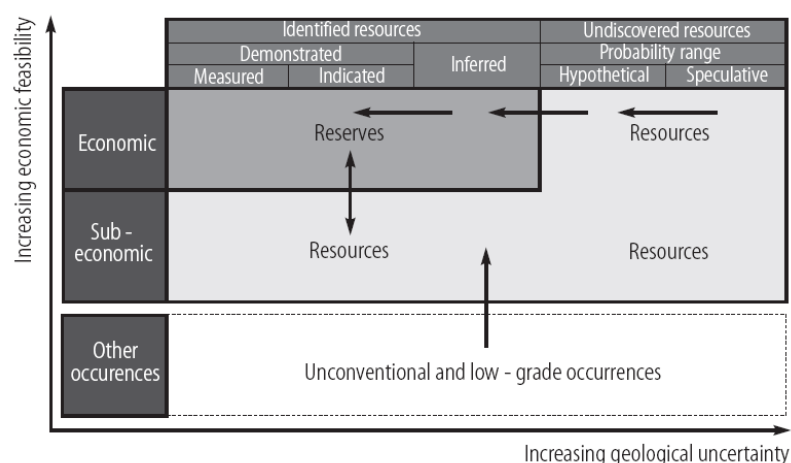 Increasing economic feasibility
Identified resources
Undiscovered resources
Demonstrated
Inferred
Probability range
Measured
Indicated
Hypothetical
Speculative
Economic
Reserves
Resources
Sub -
economic
Resources
Resources
Other
occurences
Unconventional and low - grade occurrences
Increasing geological uncertainty